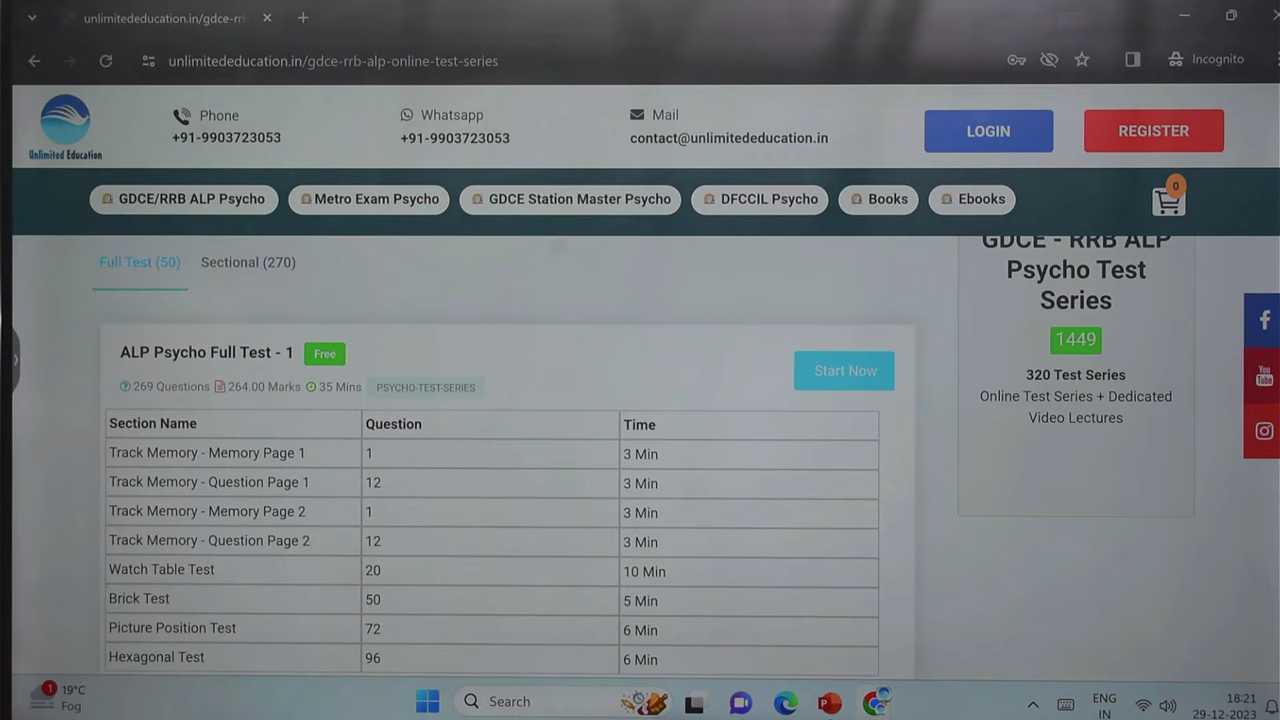 unlimitededucation.in/gdce-rrb
unlimitededucation.in/gdce-rrb-alp-online-test-series
Incognito
Unlimited Education
Phone
+91-9903723053
Whatsapp
+91-9903723053
Mail
contact@unlimitededucation.in
LOGIN
REGISTER
GDCE/RRB ALP Psycho
Metro Exam Psycho
GDCE Station Master Psycho
DFCCIL Psycho
Books
Ebooks
0
Full Test (50)
Sectional (270)
ALP Psycho Full Test - 1 Free
269 Questions 264.00 Marks 35 Mins PSYCHO-TEST-SERIES
Start Now
Section Name Question Time
Track Memory - Memory Page 1 1 3 Min
Track Memory - Question Page 1 12 3 Min
Track Memory - Memory Page 2 1 3 Min
Track Memory - Question Page 2 12 3 Min
Watch Table Test 20 10 Min
Brick Test 50 5 Min
Picture Position Test 72 6 Min
Hexagonal Test 96 6 Min
GDCE - RRB ALP
Psycho Test
Series
1449
320 Test Series
Online Test Series + Dedicated
Video Lectures
You
Tube
1
19°C
Fog
Search
ENG
IN
18:21
29-12-2023